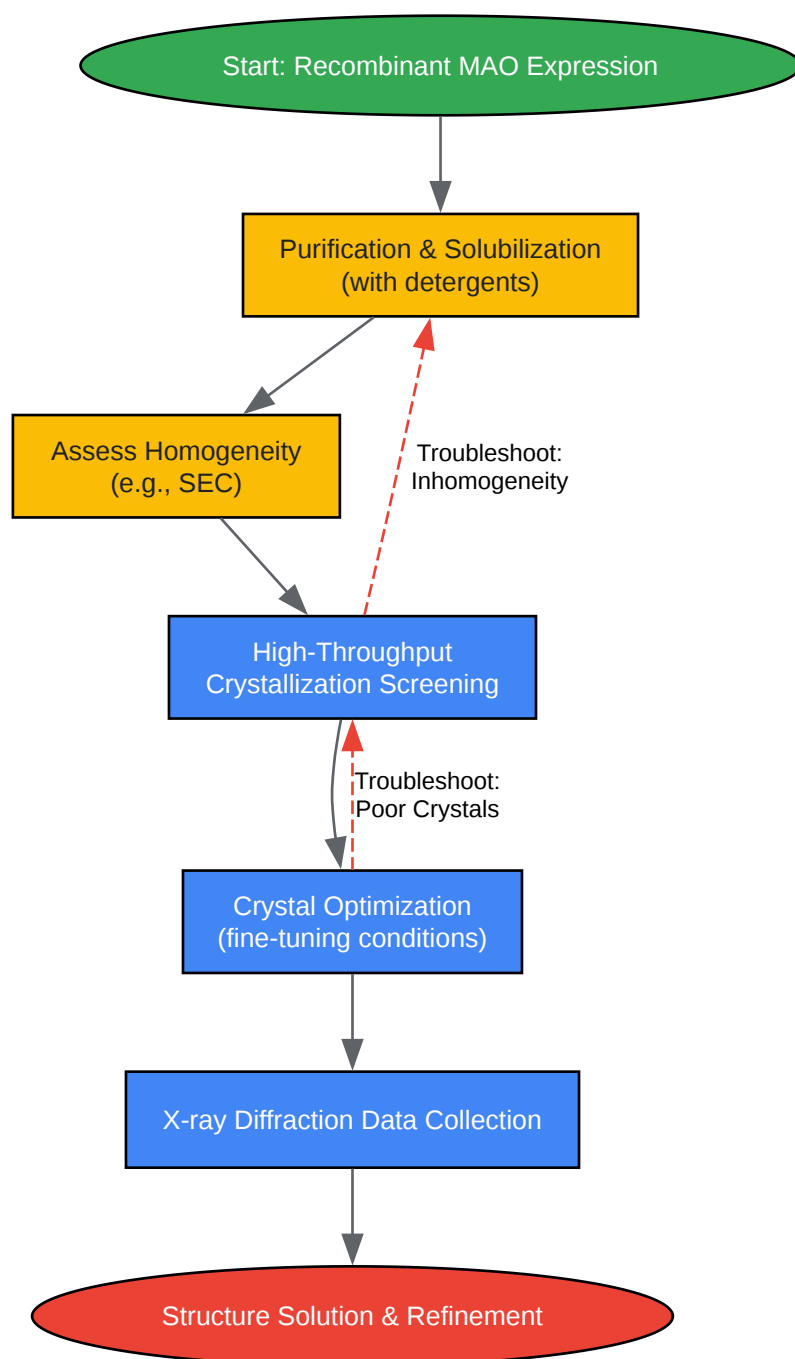 Start: Recombinant MAO Expression
Purification & Solubilization
(with detergents)
Assess Homogeneity
(e.g., SEC)
Troubleshoot:
Inhomogeneity
High-Throughput
Crystallization Screening
Troubleshoot:
Poor Crystals
Crystal Optimization
(fine-tuning conditions)
X-ray Diffraction Data Collection
Structure Solution & Refinement